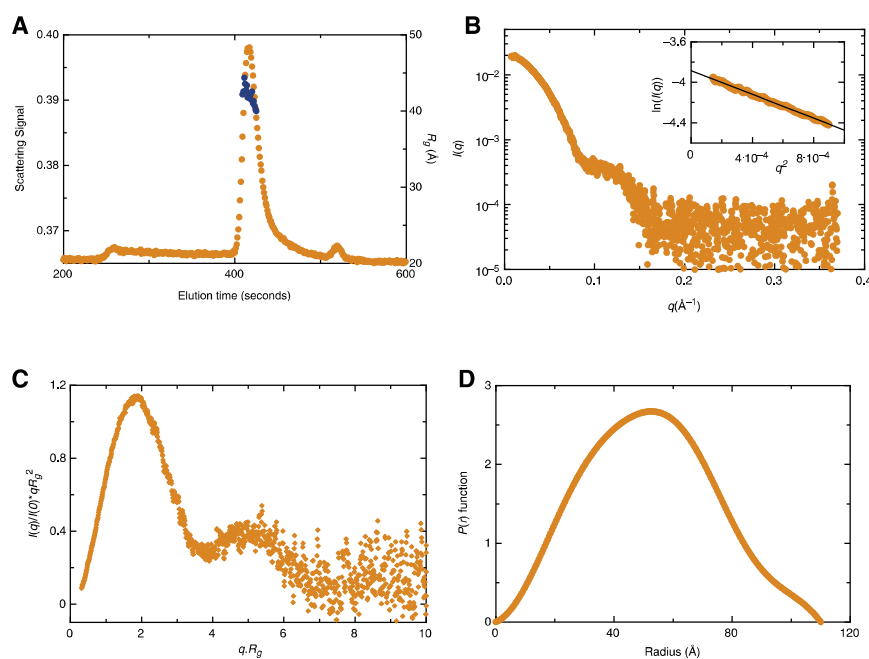 A
0.40
0.39
0.38
0.37
Scattering Signal
50
40
30
20
Rg (Å)
200
400
600
Elution time (seconds)
B
10–2
10–3
10–4
10–5
I(q)
0.0
0.1
0.2
0.3
0.4
q(Å–1)
–3.6
–4
–4.4
ln(I(q))
0
4·10–4
8·10–4
q2
C
1.2
0.8
0.4
0
I(q)/I(0)*qRg2
0
2
4
6
8
10
q.Rg
D
3
2
1
0
P(r) function
0
40
80
120
Radius (Å)